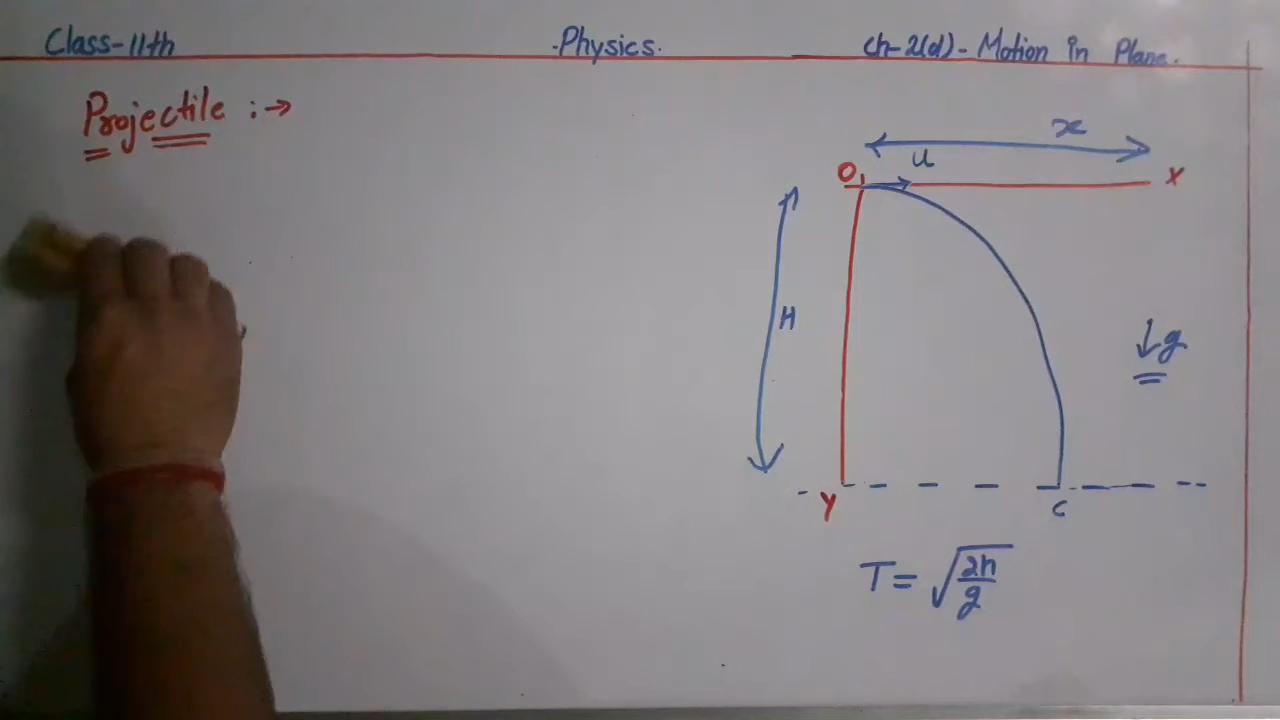 Class-11th Physics. Ch-2(d)- Motion in Plane.
Projectile :→
x
u
O
X
H
↓g
Y
C
T = √(2h/g)